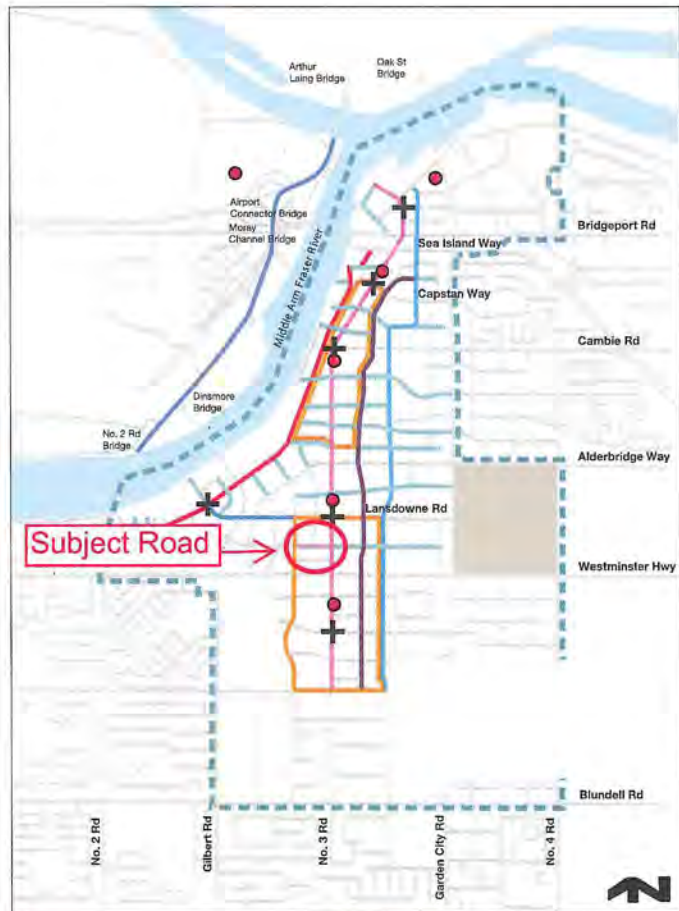 Arthur
Laing Bridge
Oak St
Bridge
Airport
Connector Bridge
Moray
Channel Bridge
Middle Arm Fraser River
Bridgeport Rd
Sea Island Way
Capstan Way
Cambie Rd
Dinsmore
Bridge
No. 2 Rd
Bridge
Alderbridge Way
Lansdowne Rd
Subject Road
Westminster Hwy
Blundell Rd
No. 2 Rd
Gilbert Rd
No. 3 Rd
Garden City Rd
No. 4 Rd
N